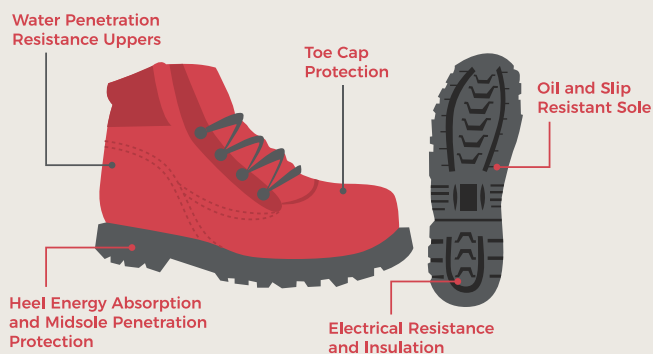 Water Penetration
Resistance Uppers
Toe Cap
Protection
Oil and Slip
Resistant Sole
Heel Energy Absorption
and Midsole Penetration
Protection
Electrical Resistance
and Insulation